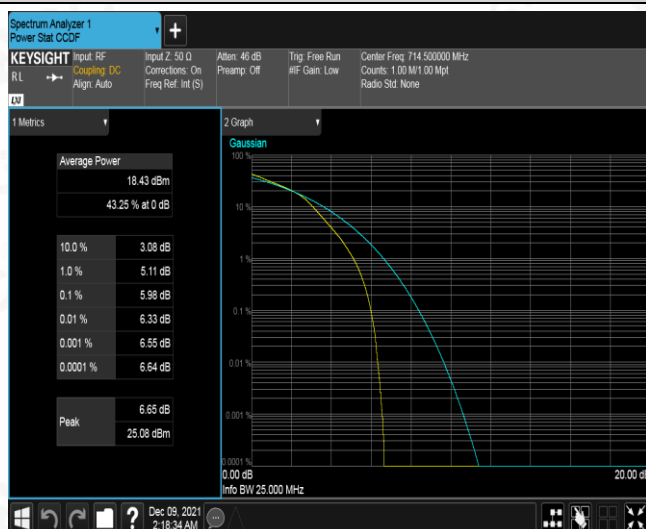 Spectrum Analyzer 1
Power Stat CCDF
+
KEYSIGHT
RL
LXI
Input: RF
Coupling: DC
Align: Auto
Input Z: 50 Ω
Corrections: On
Freq Ref: Int (S)
Atten: 46 dB
Preamp: Off
Trig: Free Run
#IF Gain: Low
Center Freq: 714.500000 MHz
Counts: 1.00 M/1.00 Mpt
Radio Std: None
1 Metrics
Average Power
18.43 dBm
43.25 % at 0 dB
10.0 % 3.08 dB
1.0 % 5.11 dB
0.1 % 5.98 dB
0.01 % 6.33 dB
0.001 % 6.55 dB
0.0001 % 6.64 dB
Peak
6.65 dB
25.08 dBm
2 Graph
Gaussian
100 %
10 %
1 %
0.1 %
0.01 %
0.001 %
0.0001 %
0.00 dB 20.00 dB
Info BW 25.000 MHz
?
Dec 09, 2021
2:18:34 AM